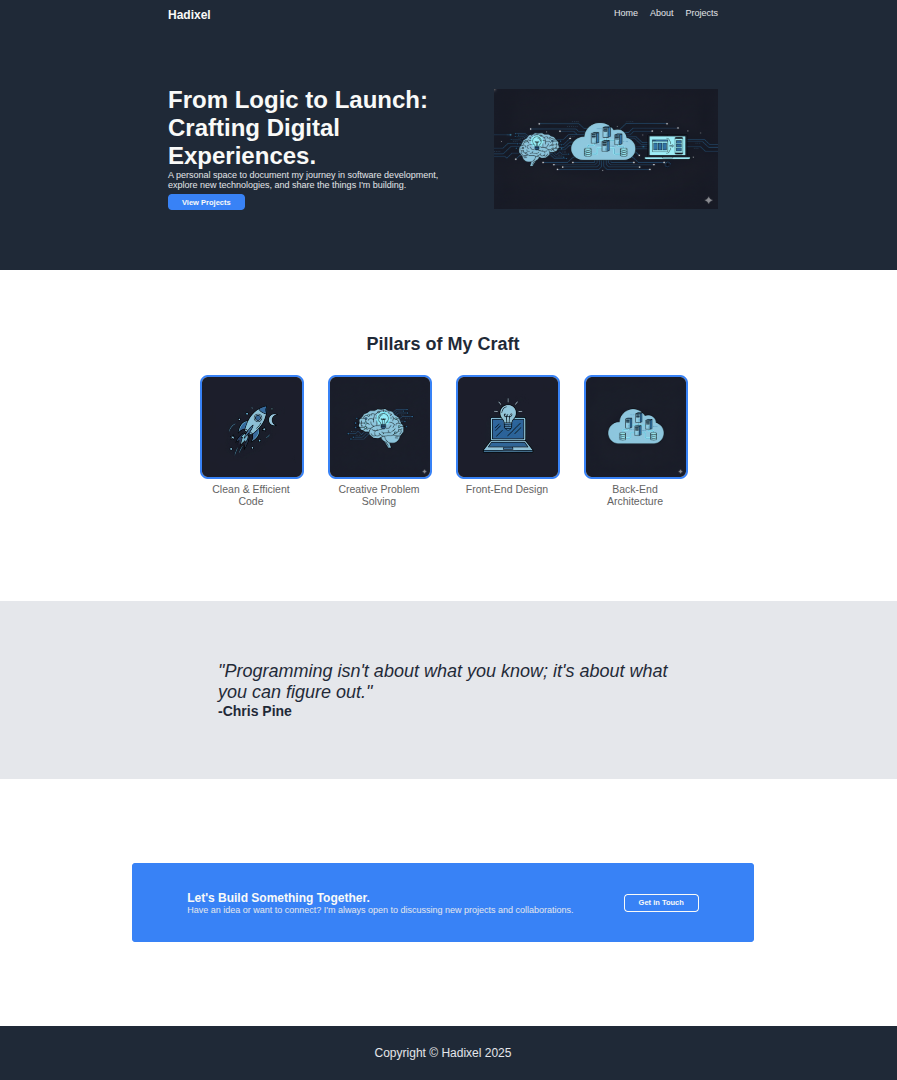 Hadixel
Home About Projects
From Logic to Launch:
Crafting Digital
Experiences.
A personal space to document my journey in software development,
explore new technologies, and share the things I'm building.
View Projects
Pillars of My Craft
Clean & Efficient
Code
Creative Problem
Solving
Front-End Design
Back-End
Architecture
"Programming isn't about what you know; it's about what
you can figure out."
-Chris Pine
Let's Build Something Together.
Have an idea or want to connect? I'm always open to discussing new projects and collaborations.
Get in Touch
Copyright © Hadixel 2025